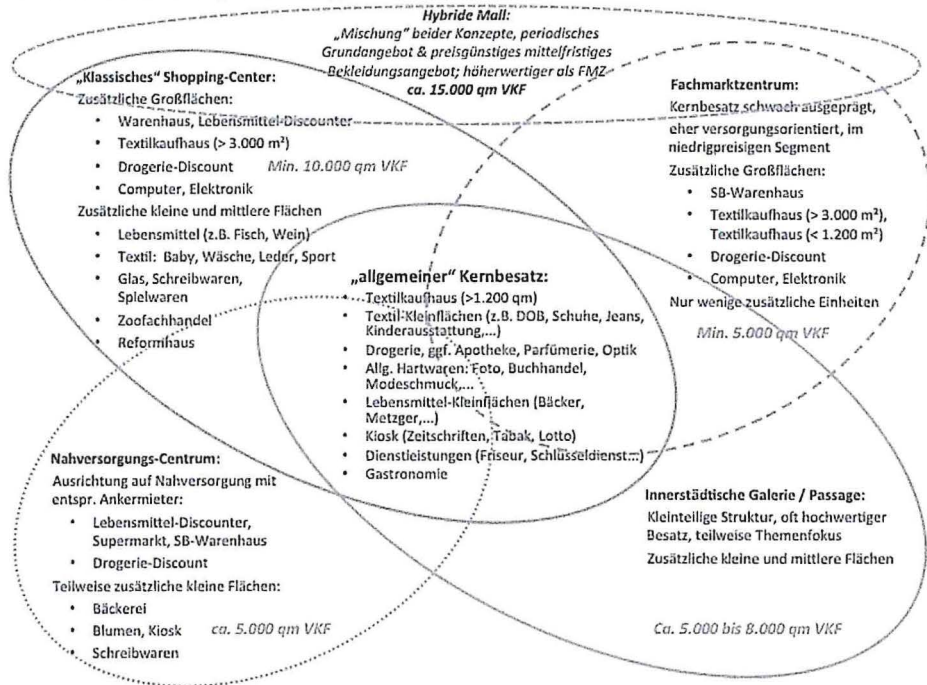 Hybride Mall:
„Mischung" beider Konzepte, periodisches
Grundangebot & preisgünstiges mittelfristiges
Bekleidungsangebot; höherwertiger als FMZ
ca. 15.000 qm VKF
„Klassisches" Shopping-Center:
Zusätzliche Großflächen:
• Warenhaus, Lebensmittel-Discounter
• Textilkaufhaus (> 3.000 m²)
• Drogerie-Discount Min. 10.000 qm VKF
• Computer, Elektronik
Zusätzliche kleine und mittlere Flächen
• Lebensmittel (z.B. Fisch, Wein)
• Textil: Baby, Wäsche, Leder, Sport
• Glas, Schreibwaren,
Spielwaren
• Zoofachhandel
• Reformhaus
Fachmarktzentrum:
Kernbesatz schwach ausgeprägt,
eher versorgungsorientiert, im
niedrigpreisigen Segment
Zusätzliche Großflächen:
• SB-Warenhaus
• Textilkaufhaus (> 3.000 m²),
Textilkaufhaus (< 1.200 m²)
• Drogerie-Discount
• Computer, Elektronik
Nur wenige zusätzliche Einheiten
Min. 5.000 qm VKF
„allgemeiner" Kernbesatz:
• Textilkaufhaus (>1.200 qm)
• Textil-Kleinflächen (z.B. DOB, Schuhe, Jeans,
Kinderausstattung,...)
• Drogerie, ggf. Apotheke, Parfümerie, Optik
• Allg. Hartwaren: Foto, Buchhandel,
Modeschmuck,...
• Lebensmittel-Kleinflächen (Bäcker,
Metzger,...)
• Kiosk (Zeitschriften, Tabak, Lotto)
• Dienstleistungen (Friseur, Schlüsseldienst...)
• Gastronomie
Nahversorgungs-Centrum:
Ausrichtung auf Nahversorgung mit
entspr. Ankermieter:
• Lebensmittel-Discounter,
Supermarkt, SB-Warenhaus
• Drogerie-Discount
Teilweise zusätzliche kleine Flächen:
• Bäckerei
• Blumen, Kiosk ca. 5.000 qm VKF
• Schreibwaren
Innerstädtische Galerie / Passage:
Kleinteilige Struktur, oft hochwertiger
Besatz, teilweise Themenfokus
Zusätzliche kleine und mittlere Flächen
Ca. 5.000 bis 8.000 qm VKF